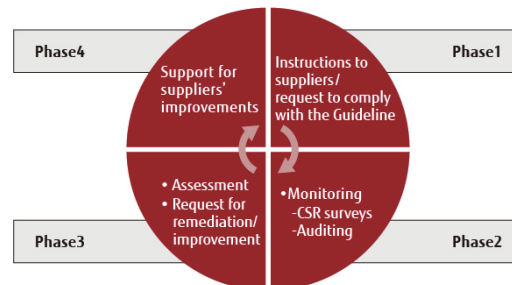 Phase4
Support for
suppliers'
improvements
Phase1
Instructions to
suppliers/
request to comply
with the Guideline
Phase3
• Assessment
• Request for
remediation/
improvement
Phase2
•Monitoring
-CSR surveys
-Auditing